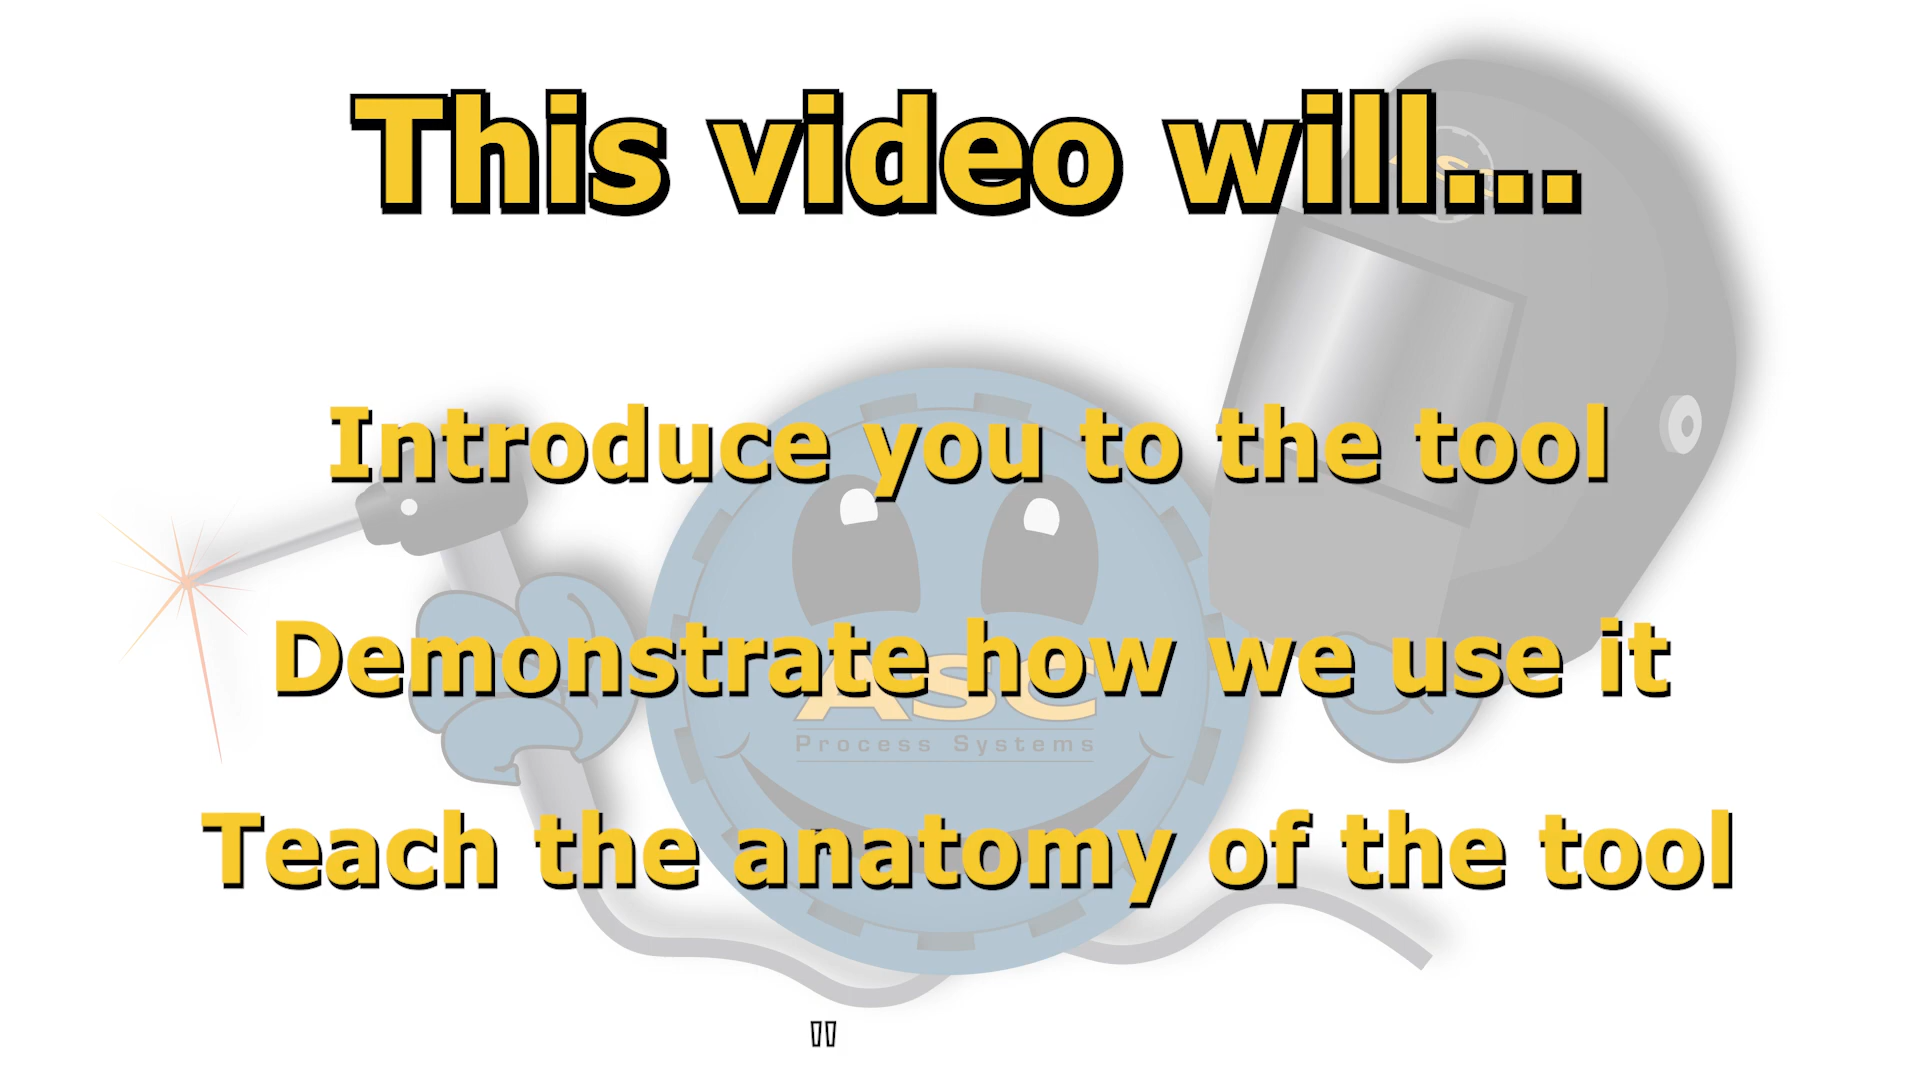 This video will...
Introduce you to the tool
Demonstrate how we use it
ASC
Process Systems
Teach the anatomy of the tool
"